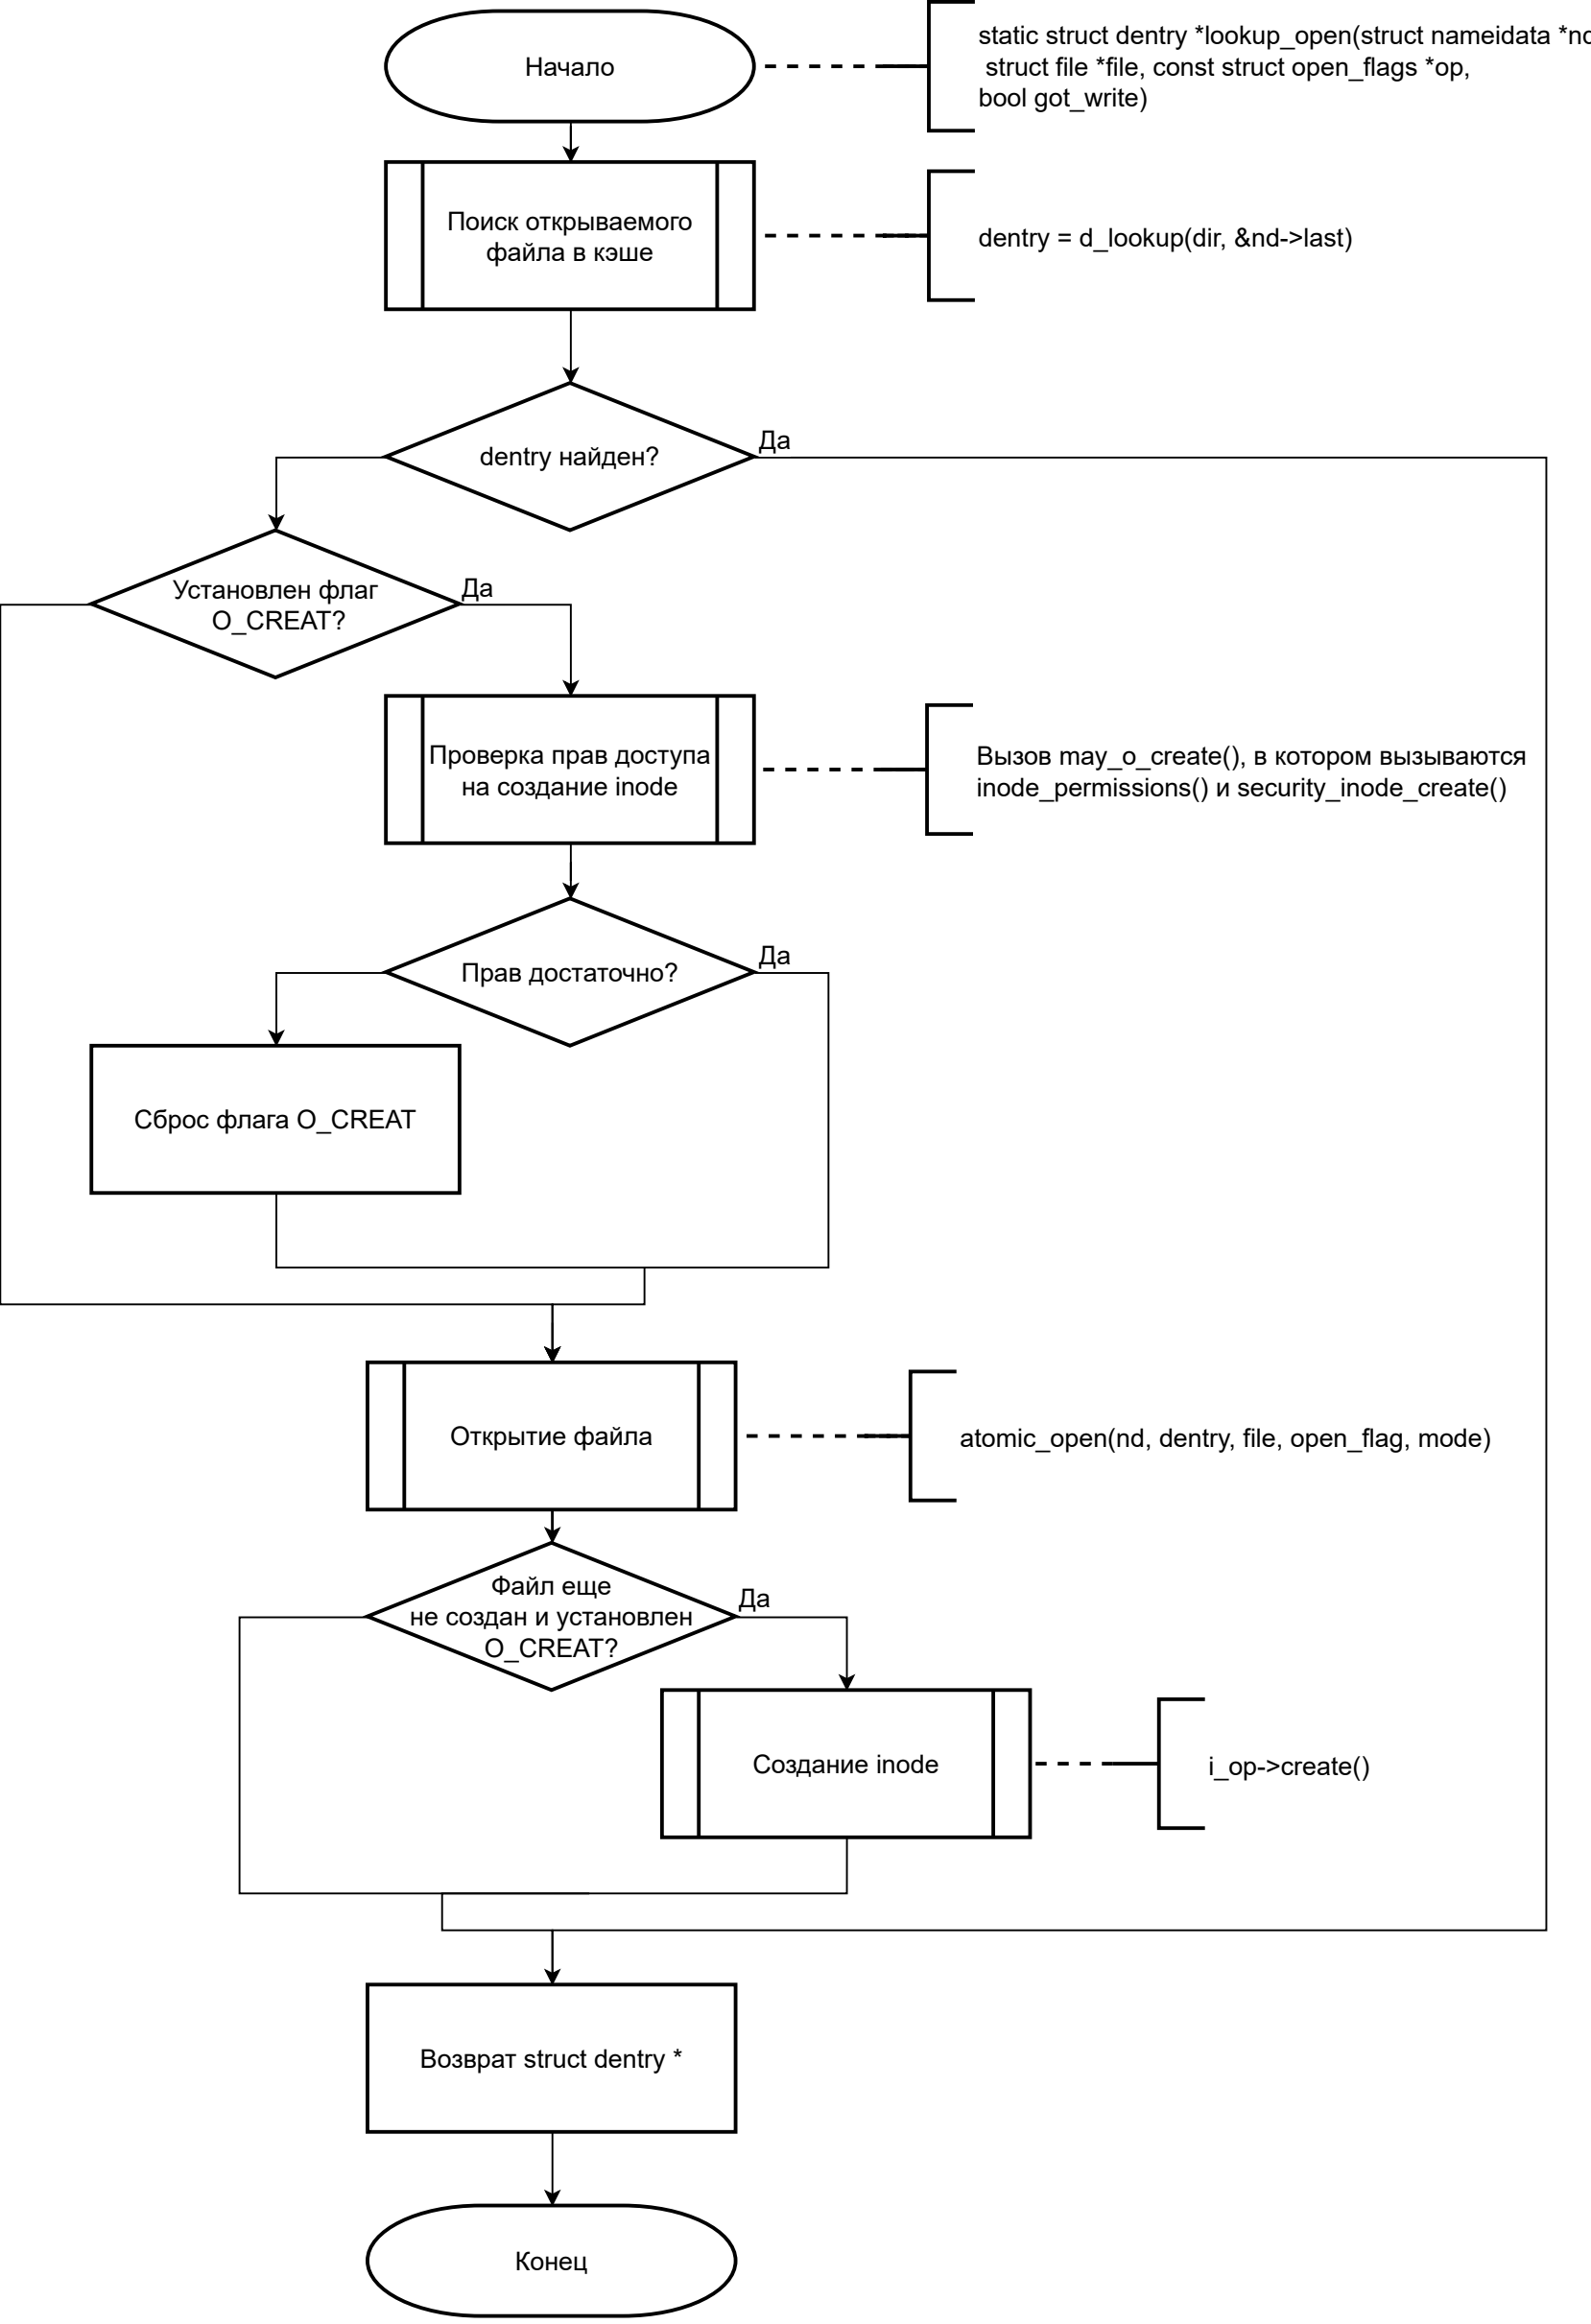 Начало
static struct dentry *lookup_open(struct nameidata
struct file *file, const struct open_flags *op,
bool got_write)
Поиск открываемого
файла в кэше
dentry = d_lookup(dir, &nd->last)
dentry найден?
Да
Установлен флаг
O_CREAT?
Да
Проверка прав доступа
на создание inode
Вызов may_o_create(), в котором вызываются
inode_permissions() и security_inode_create()
Прав достаточно?
Да
Сброс флага O_CREAT
Открытие файла
atomic_open(nd, dentry, file, open_flag, mode)
Файл еще
не создан и установлен
O_CREAT?
Да
Создание inode
i_op->create()
Возврат struct dentry *
Конец